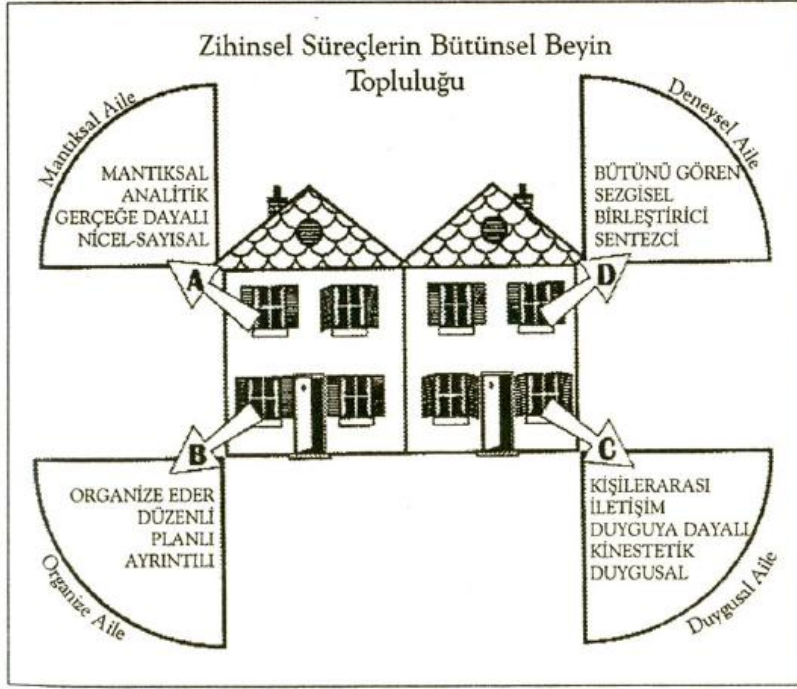 Zihinsel Süreçlerin Bütünsel Beyin
Topluluğu
Mantıksal Aile
MANTIKSAL
ANALİTİK
GERÇEĞE DAYALI
NİCEL-SAYISAL
A
Deneysel Aile
BÜTÜNÜ GÖREN
SEZGİSEL
BİRLEŞTİRİCİ
SENTEZCİ
D
B
ORGANİZE EDER
DÜZENLİ
PLANLI
AYRINTILI
Organize Aile
C
KİŞİLERARASI
İLETİŞİM
DUYGUYA DAYALI
KİNESTETİK
DUYGUSAL
Duygusal Aile